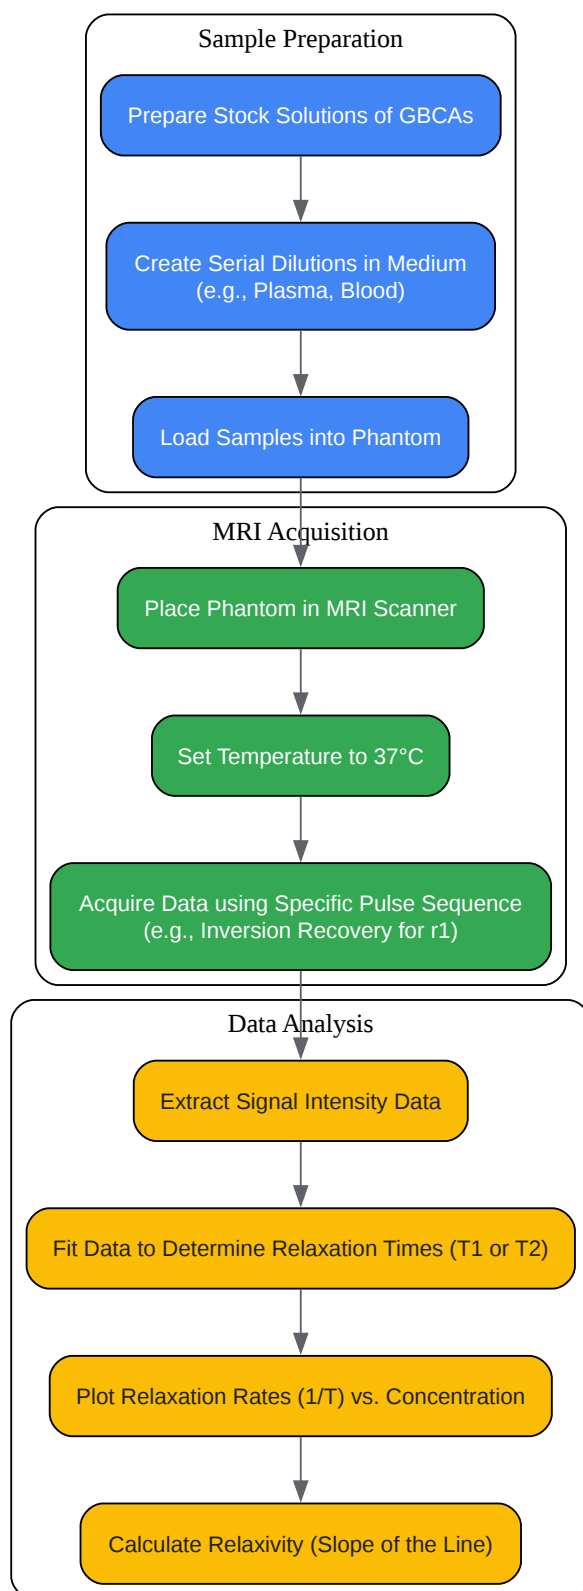 Sample Preparation
Prepare Stock Solutions of GBCAs
Create Serial Dilutions in Medium
(e.g., Plasma, Blood)
Load Samples into Phantom
MRI Acquisition
Place Phantom in MRI Scanner
Set Temperature to 37°C
Acquire Data using Specific Pulse Sequence
(e.g., Inversion Recovery for r1)
Data Analysis
Extract Signal Intensity Data
Fit Data to Determine Relaxation Times (T1 or T2)
Plot Relaxation Rates (1/T) vs. Concentration
Calculate Relaxivity (Slope of the Line)